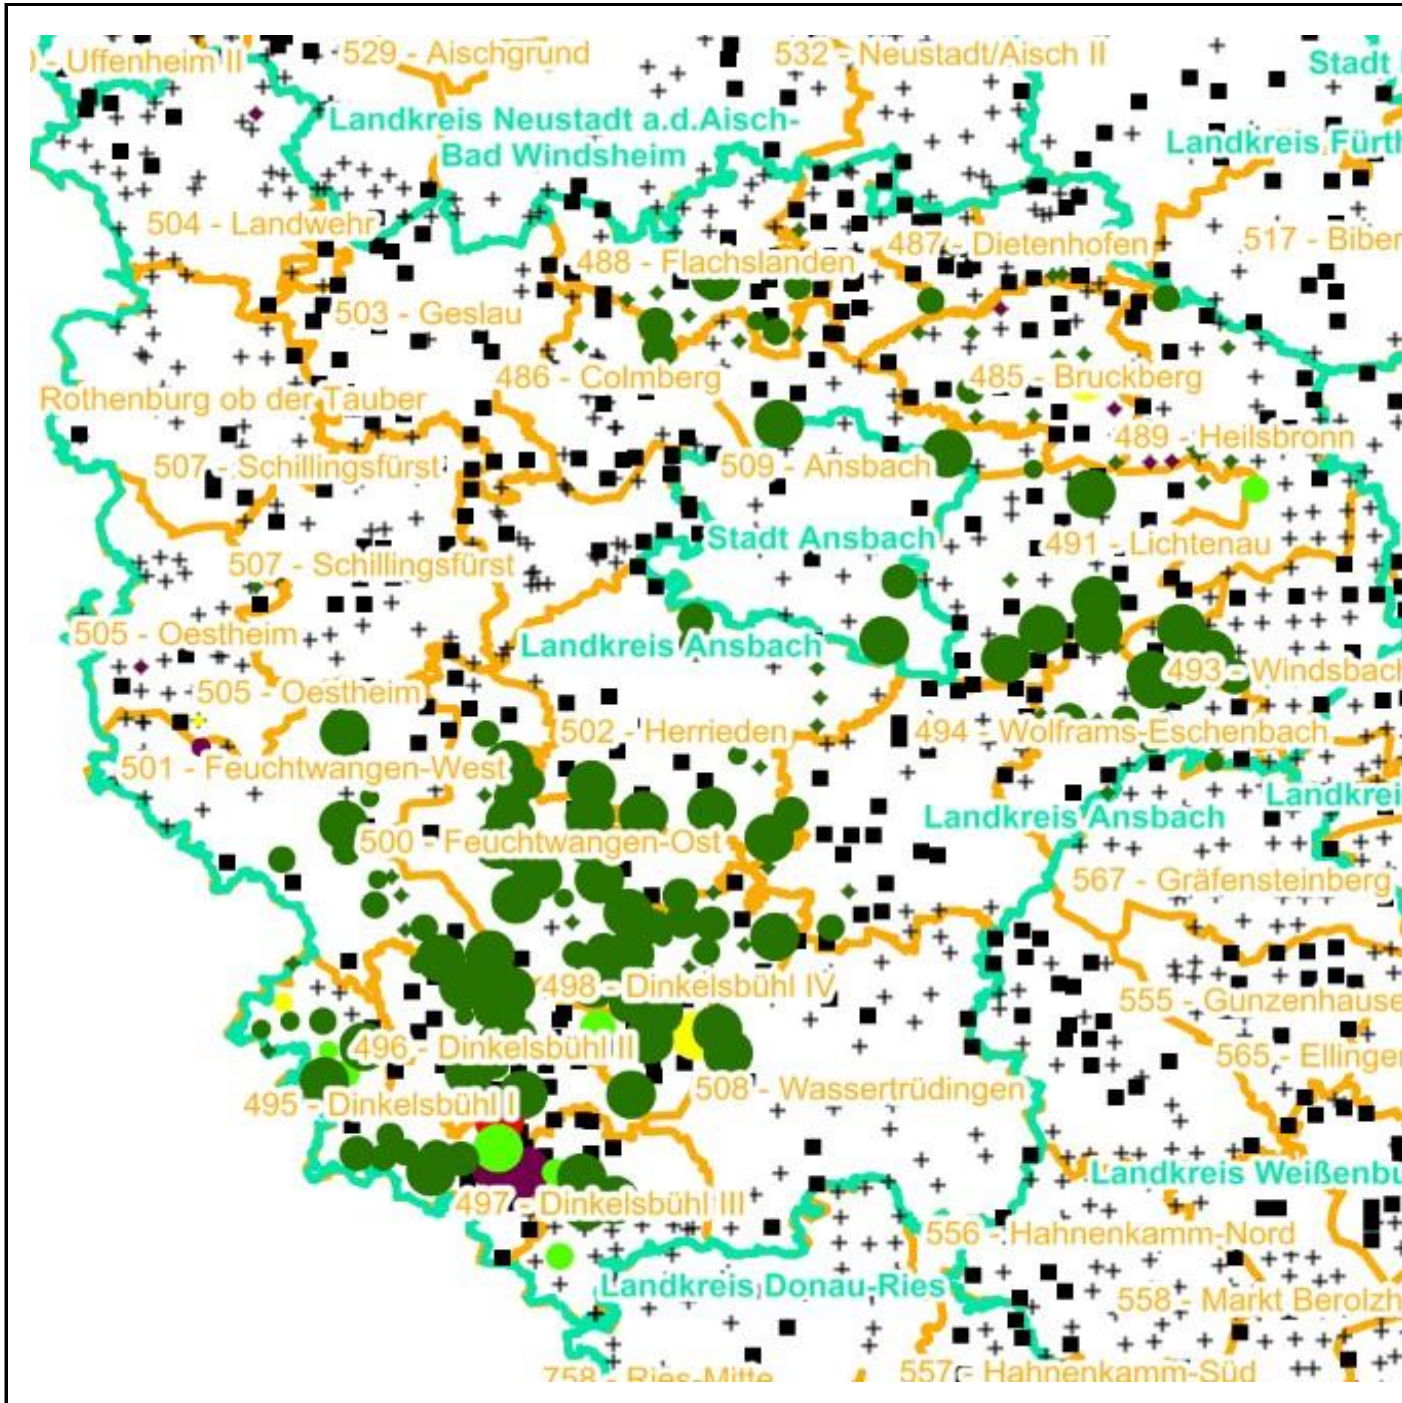 529 - Aischgrund
532 - Neustadt/Aisch II
Uffenheim II
Stadt
Landkreis Neustadt a.d.Aisch-
Bad Windsheim
Landkreis Fürth
504 - Landwehr
487 - Dietenhofen
517 - Biber
488 - Flachslanden
503 - Geslau
486 - Colmberg
485 - Bruckberg
Rothenburg ob der Tauber
489 - Heilsbronn
507 - Schillingsfürst
509 - Ansbach
Stadt Ansbach
491 - Lichtenau
507 - Schilllingsfürst
505 - Oestheim
Landkreis Ansbach
493 - Windsbach
505 - Oestheim
502 - Herrieden
494 - Wolframs-Eschenbach
501 - Feuchtwangen-West
Landkrei
Landkreis Ansbach
500 - Feuchtwangen-Ost
567 - Gräfensteinberg
498 - Dinkelsbühl IV
555 - Gunzenhause
496 - Dinkelsbühl II
565 - Ellinger
508 - Wassertrüdingen
495 - Dinkelsbühl I
Landkreis Weißenbu
497 - Dinkelsbühl III
556 - Hahnenkamm-Nord
Landkreis Donau-Ries
558 - Markt Berolzh
758 - Ries-Mitte
557 - Hahnenkamm-Süd